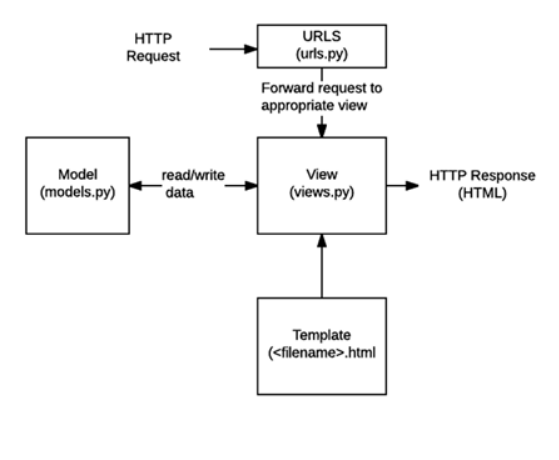 HTTP
Request
URLS
(urls.py)
Forward request to
appropriate view
Model
(models.py)
read/write
data
View
(views.py)
HTTP Response
(HTML)
Template
(<filename>.html